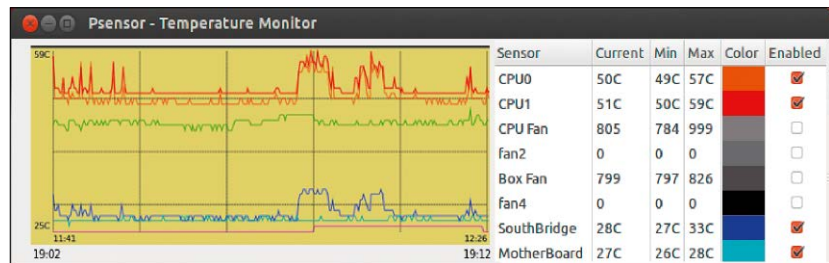 Psensor - Temperature Monitor
59C
25C
11:41 12:26
19:02 19:12
Sensor Current Min Max Color Enabled
CPU0 50C 49C 57C
CPU1 51C 50C 59C
CPU Fan 805 784 999
fan2 0 0 0
Box Fan 799 797 826
fan4 0 0 0
SouthBridge 28C 27C 33C
MotherBoard 27C 26C 28C